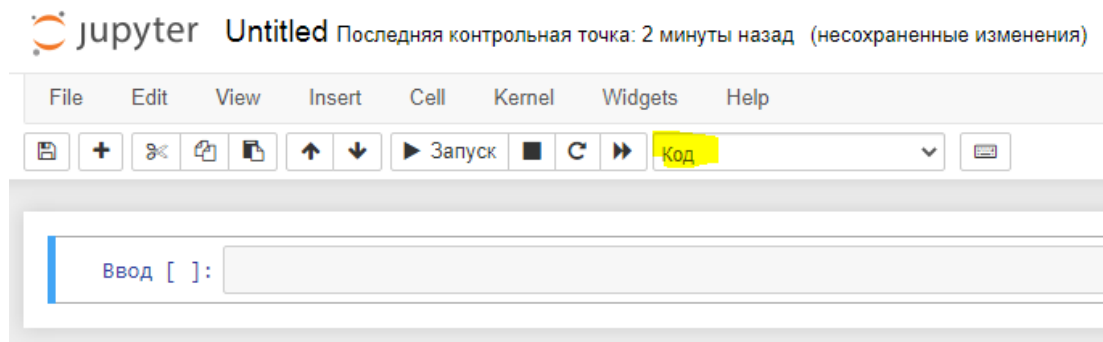 jupyter Untitled Последняя контрольная точка: 2 минуты назад (несохраненные изменения)
File Edit View Insert Cell Kernel Widgets Help
Запуск Код
Ввод [ ]: